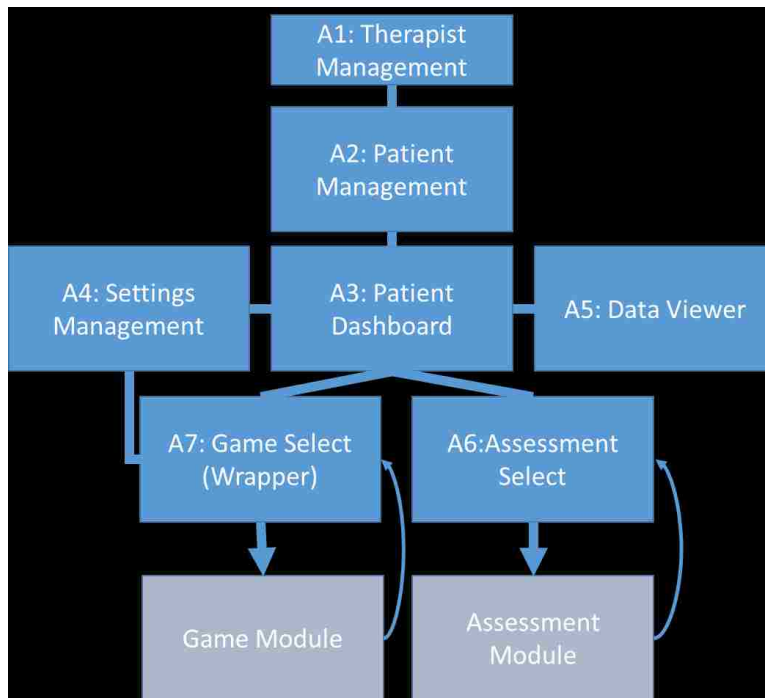 A1: Therapist
Management
A2: Patient
Management
A4: Settings
Management
A3: Patient
Dashboard
A5: Data Viewer
A7: Game Select
(Wrapper)
A6:Assessment
Select
Game Module
Assessment
Module